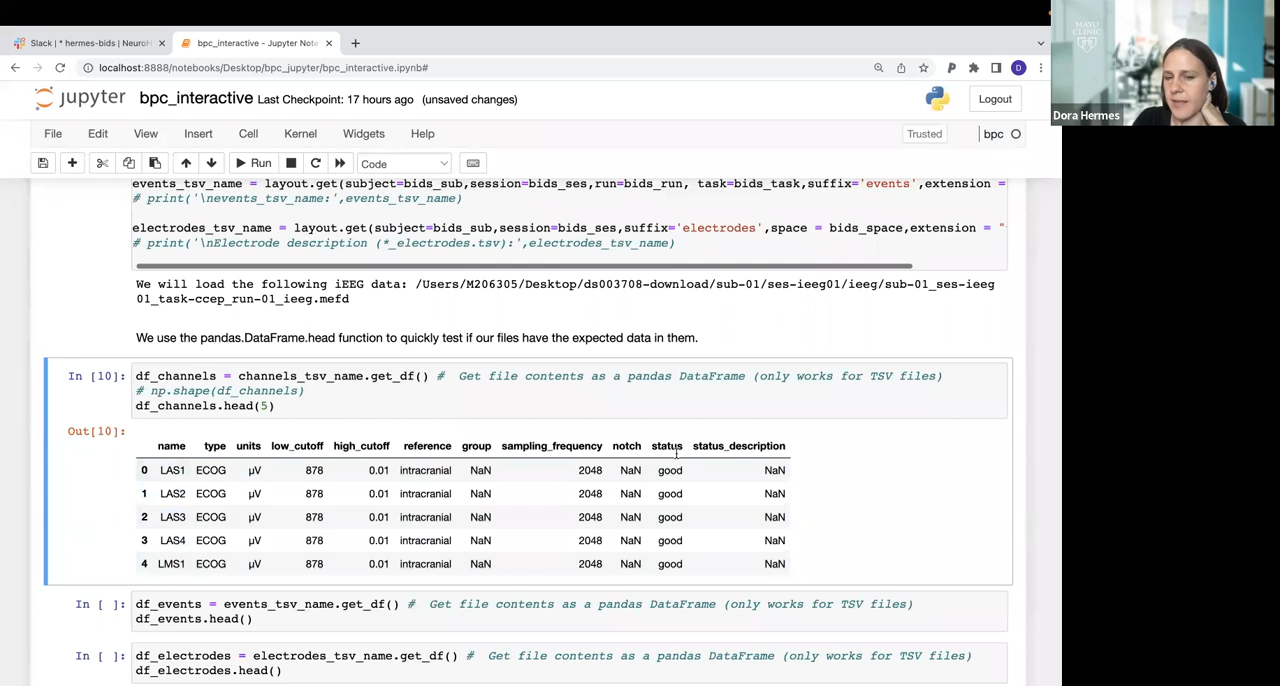 Slack | * hermes-bids | NeuroH
bpc_interactive - Jupyter Note
localhost:8888/notebooks/Desktop/bpc_jupyter/bpc_interactive.ipynb#
MAYO
CLINIC
Dora Hermes
jupyter bpc_interactive Last Checkpoint: 17 hours ago (unsaved changes)
Logout
File Edit View Insert Cell Kernel Widgets Help
Trusted bpc
Run Code
events_tsv_name = layout.get(subject=bids_sub,session=bids_ses,run=bids_run, task=bids_task,suffix='events',extension =
# print('\nevents_tsv_name:',events_tsv_name)
electrodes_tsv_name = layout.get(subject=bids_sub,session=bids_ses,suffix='electrodes',space = bids_space,extension = "
# print('\nElectrode description (*_electrodes.tsv):',electrodes_tsv_name)
We will load the following iEEG data: /Users/M206305/Desktop/ds003708-download/sub-01/ses-ieeg01/ieeg/sub-01_ses-ieeg
01_task-ccep_run-01_ieeg.mefd
We use the pandas.DataFrame.head function to quickly test if our files have the expected data in them.
In [10]: df_channels = channels_tsv_name.get_df() # Get file contents as a pandas DataFrame (only works for TSV files)
# np.shape(df_channels)
df_channels.head(5)
Out[10]:
name type units low_cutoff high_cutoff reference group sampling_frequency notch status status_description
0 LAS1 ECOG µV 878 0.01 intracranial NaN 2048 NaN good NaN
1 LAS2 ECOG µV 878 0.01 intracranial NaN 2048 NaN good NaN
2 LAS3 ECOG µV 878 0.01 intracranial NaN 2048 NaN good NaN
3 LAS4 ECOG µV 878 0.01 intracranial NaN 2048 NaN good NaN
4 LMS1 ECOG µV 878 0.01 intracranial NaN 2048 NaN good NaN
In [ ]: df_events = events_tsv_name.get_df() # Get file contents as a pandas DataFrame (only works for TSV files)
df_events.head()
In [ ]: df_electrodes = electrodes_tsv_name.get_df() # Get file contents as a pandas DataFrame (only works for TSV files)
df_electrodes.head()